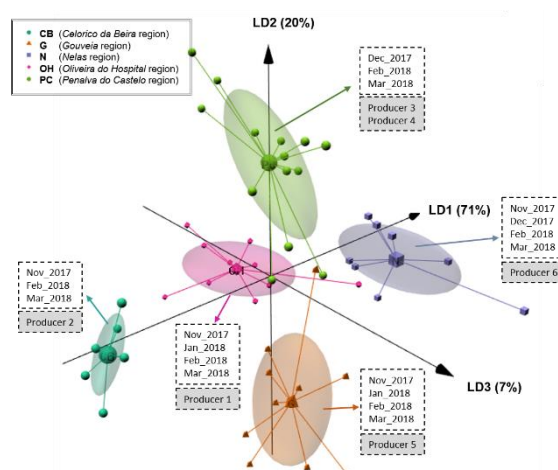 CB (Celorico da Beira region)
G (Gouveia region)
N (Nelas region)
OH (Oliveira do Hospital region)
PC (Penalva do Castelo region)
LD2 (20%)
Dec_2017
Feb_2018
Mar_2018
Producer 3
Producer 4
LD1 (71%)
Nov_2017
Dec_2017
Feb_2018
Mar_2018
Producer 6
Nov_2017
Feb_2018
Mar_2018
Producer 2
Nov_2017
Jan_2018
Feb_2018
Mar_2018
Producer 1
LD3 (7%)
Nov_2017
Jan_2018
Feb_2018
Mar_2018
Producer 5